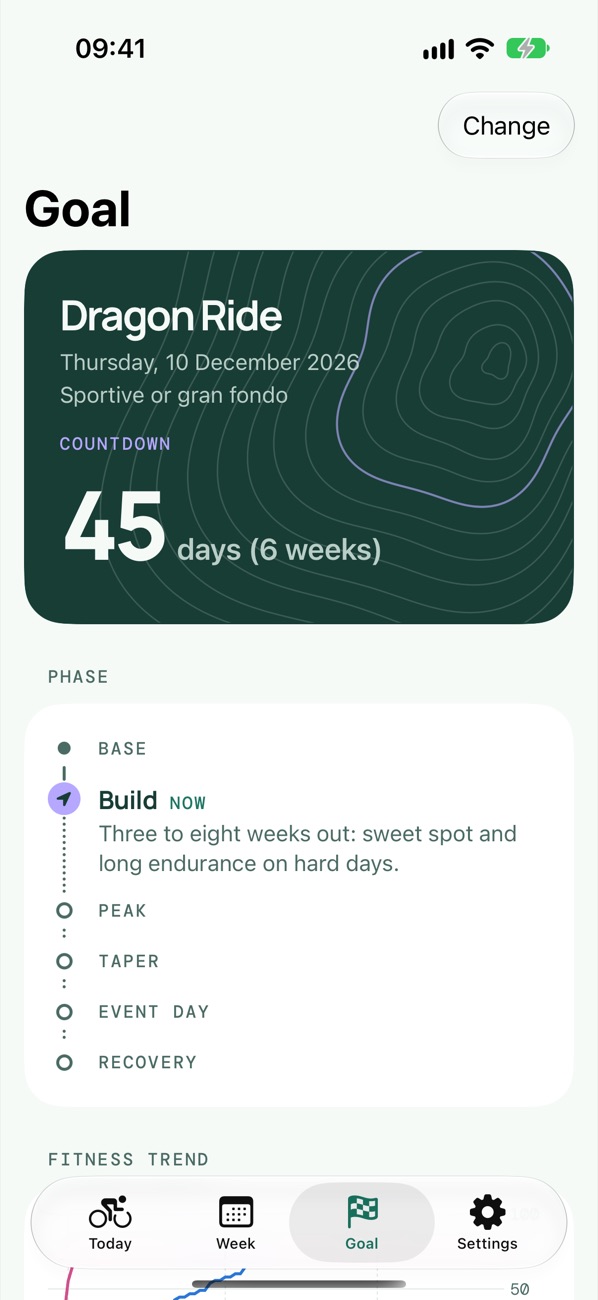 09:41
Change
Goal
Dragon Ride
Thursday, 10 December 2026
Sportive or gran fondo
COUNTDOWN
45 days (6 weeks)
PHASE
BASE
Build NOW
Three to eight weeks out: sweet spot and
long endurance on hard days.
PEAK
TAPER
EVENT DAY
RECOVERY
FITNESS TREND
Today
Week
Goal
Settings
50